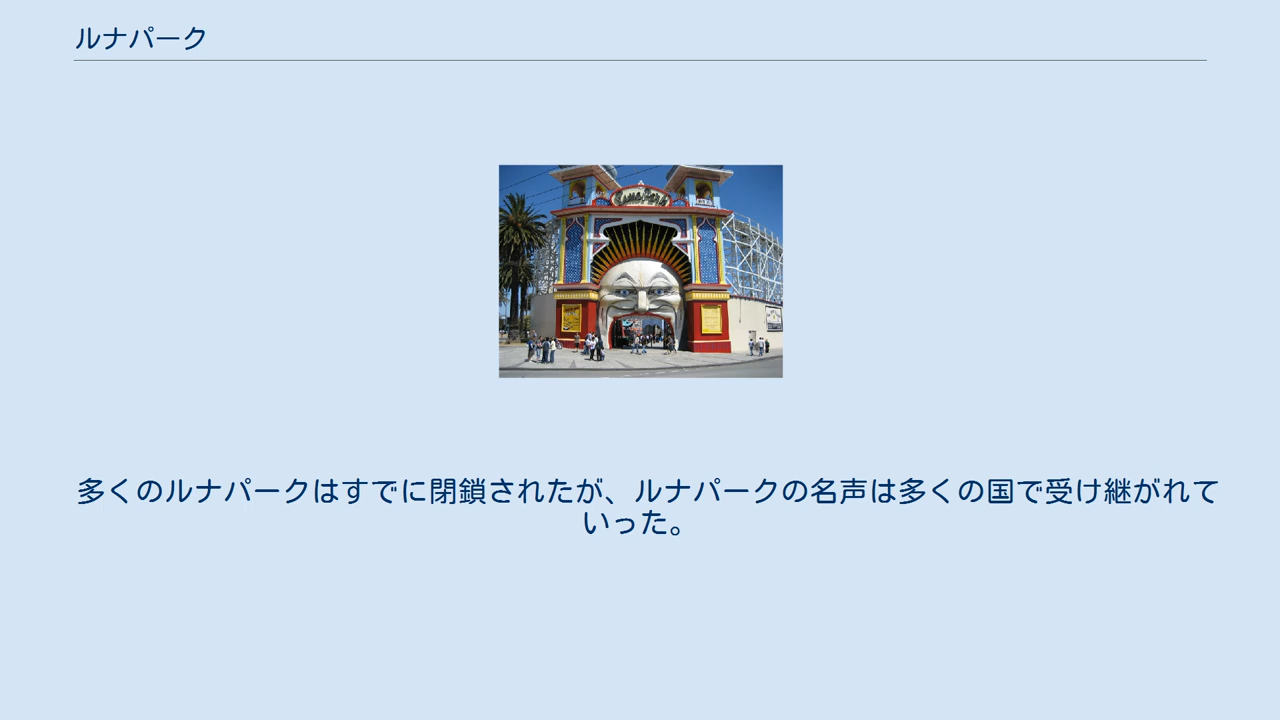 ルナパーク
Luna Park
多くのルナパークはすでに閉鎖されたが、ルナパークの名声は多くの国で受け継がれて
いった。